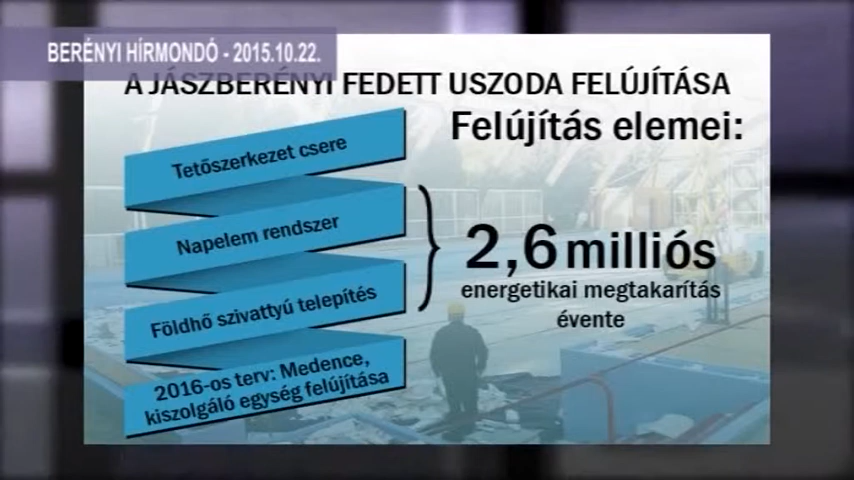 BERÉNYI HÍRMONDÓ - 2015.10.22.
A JÁSZBERÉNYI FEDETT USZODA FELÚJÍTÁSA
Felújítás elemei:
Tetőszerkezet csere
Napelem rendszer
Földhő szivattyú telepítés
2016-os terv: Medence,
kiszolgáló egység felújítása
2,6 milliós
energetikai megtakarítás
évente